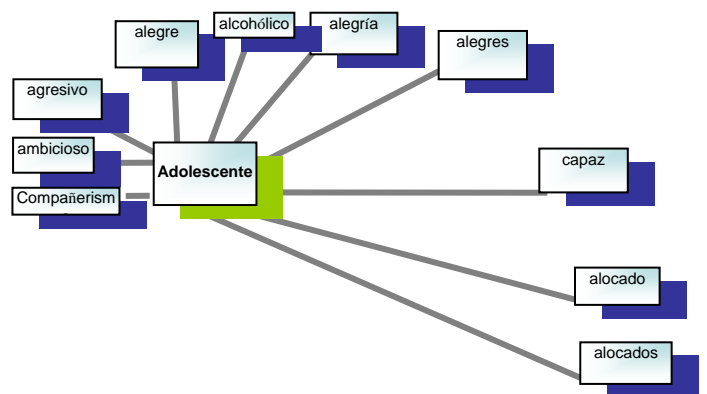 alcohólico
alegría
alegre
alegres
agresivo
ambicioso
capaz
Adolescente
Compañerism
alocado
alocados